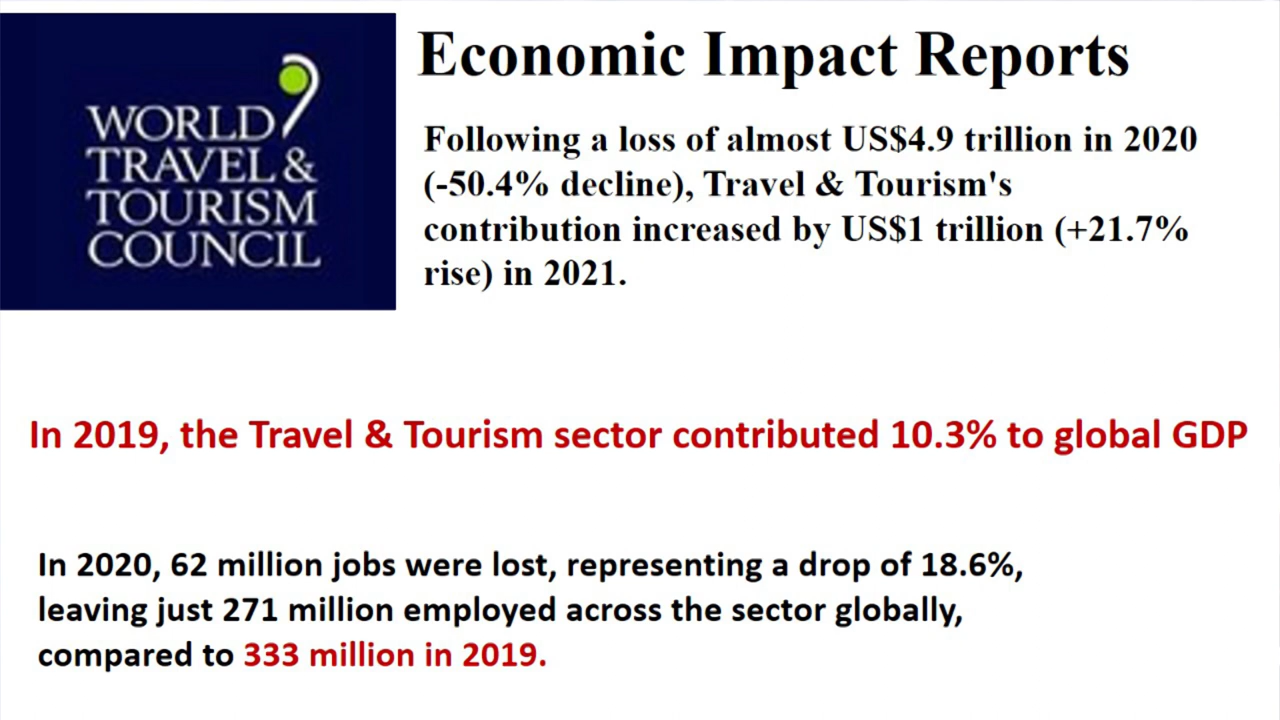 WORLD
TRAVEL &
TOURISM
COUNCIL
Economic Impact Reports
Following a loss of almost US$4.9 trillion in 2020
(-50.4% decline), Travel & Tourism's
contribution increased by US$1 trillion (+21.7%
rise) in 2021.
In 2019, the Travel & Tourism sector contributed 10.3% to global GDP
In 2020, 62 million jobs were lost, representing a drop of 18.6%,
leaving just 271 million employed across the sector globally,
compared to 333 million in 2019.